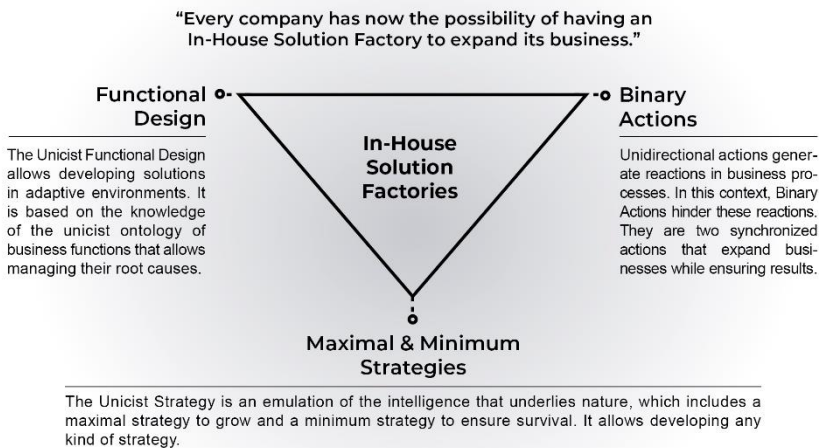 “Every company has now the possibility of having an
In-House Solution Factory to expand its business.”
Functional
Design
The Unicist Functional Design
allows developing solutions
in adaptive environments. It
is based on the knowledge
of the unicist ontology of
business functions that allows
managing their root causes.
In-House
Solution
Factories
Binary
Actions
Unidirectional actions gener-
ate reactions in business pro-
cesses. In this context, Binary
Actions hinder these reactions.
They are two synchronized
actions that expand busi-
nesses while ensuring results.
Maximal & Minimum
Strategies
The Unicist Strategy is an emulation of the intelligence that underlies nature, which includes a
maximal strategy to grow and a minimum strategy to ensure survival. It allows developing any
kind of strategy.